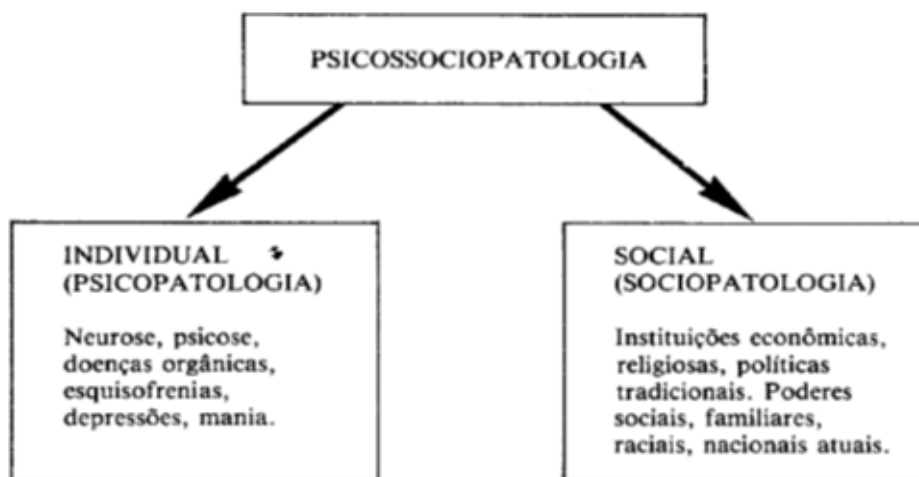 PSICOSSOCIOPATOLOGIA
INDIVIDUAL
(PSICOPATOLOGIA)
Neurose, psicose,
doenças orgânicas,
esquisofrenias,
depressões, mania.
SOCIAL
(SOCIOPATOLOGIA)
Instituições econômicas,
religiosas, políticas
tradicionais. Poderes
sociais, familiares,
raciais, nacionais atuais.